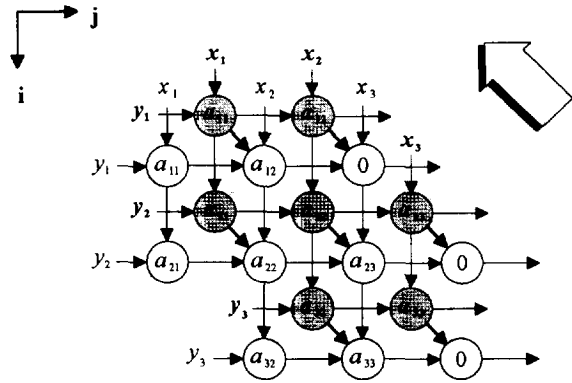 j
i
x₁ x₂
x₁ x₂ x₃
y₁
x₃
y₁ a₁₁ a₁₂ 0
y₂
y₂ a₂₁ a₂₂ a₂₃ 0
y₃
y₃ a₃₂ a₃₃ 0